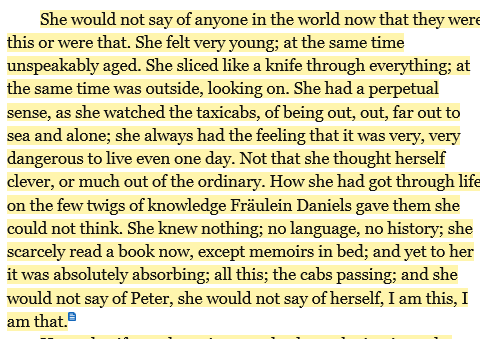 She would not say of anyone in the world now that they were
this or were that. She felt very young; at the same time
unspeakably aged. She sliced like a knife through everything; at
the same time was outside, looking on. She had a perpetual
sense, as she watched the taxicabs, of being out, out, far out to
sea and alone; she always had the feeling that it was very, very
dangerous to live even one day. Not that she thought herself
clever, or much out of the ordinary. How she had got through life
on the few twigs of knowledge Fräulein Daniels gave them she
could not think. She knew nothing; no language, no history; she
scarcely read a book now, except memoirs in bed; and yet to her
it was absolutely absorbing; all this; the cabs passing; and she
would not say of Peter, she would not say of herself, I am this, I
am that.